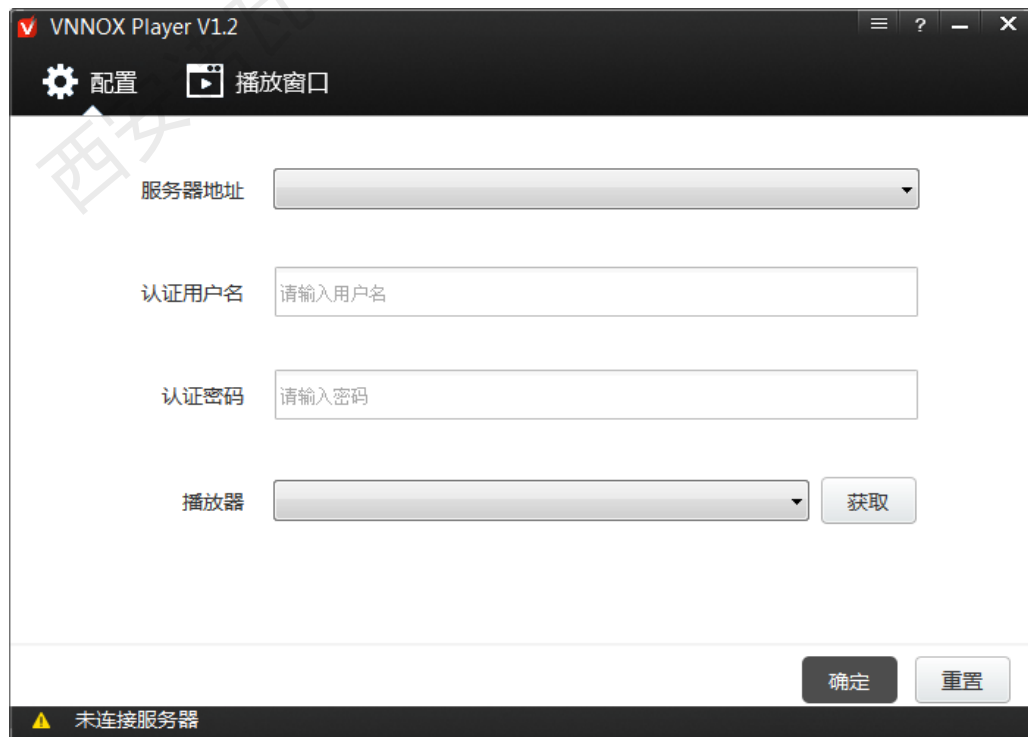 VNNOX Player V1.2
?
配置 播放窗口
西安
服务器地址
认证用户名 请输入用户名
认证密码 请输入密码
播放器 获取
确定 重置
未连接服务器